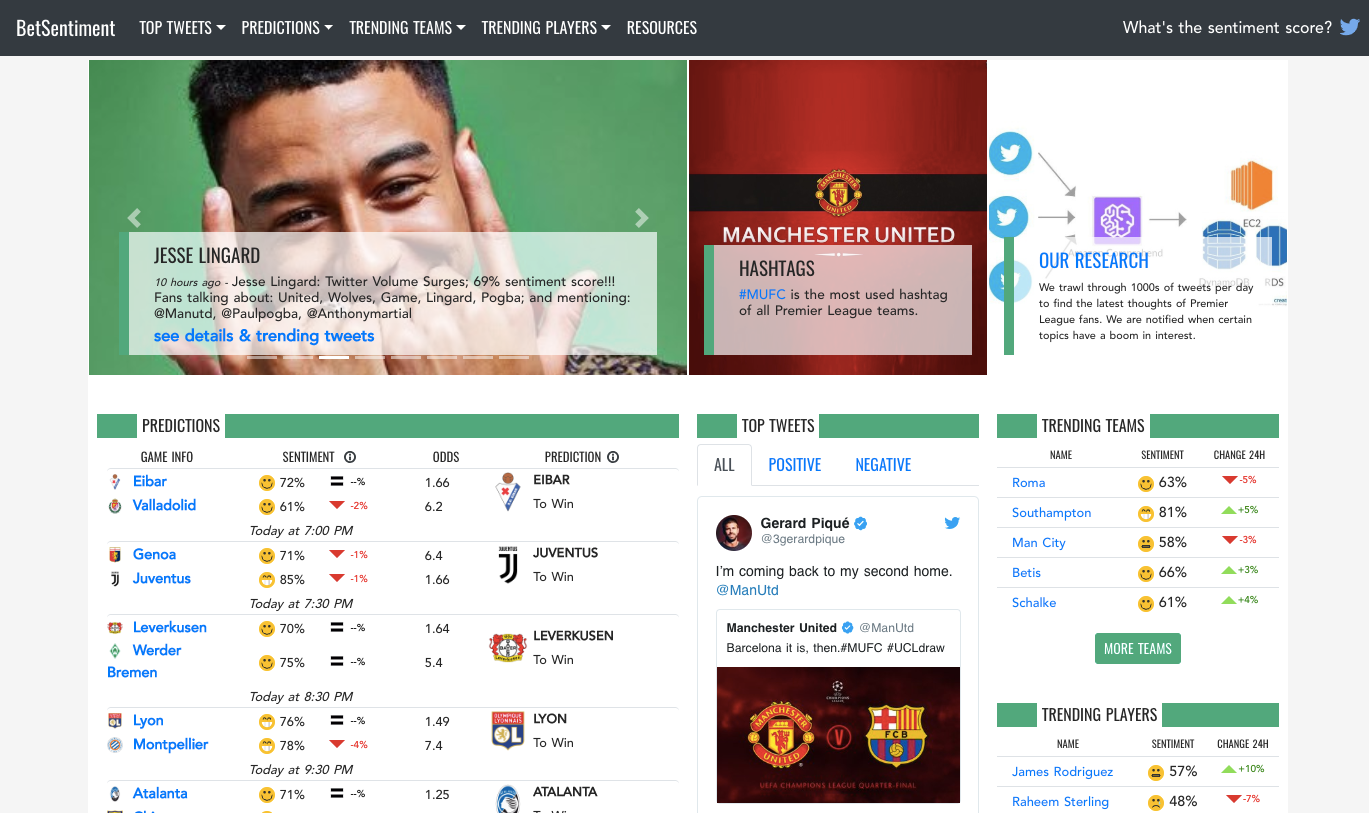 BetSentiment
TOP TWEETS
PREDICTIONS
TRENDING TEAMS
TRENDING PLAYERS
RESOURCES
What's the sentiment score?
JESSE LINGARD
10 hours ago - Jesse Lingard: Twitter Volume Surges; 69% sentiment score!!!
Fans talking about: United, Wolves, Game, Lingard, Pogba; and mentioning:
@Manutd, @Paulpogba, @Anthonymartial
see details & trending tweets
MANCHESTER
UNITED
MANCHESTER UNITED
HASHTAGS
#MUFC is the most used hashtag
of all Premier League teams.
EC2
DynamoDB
RDS
OUR RESEARCH
We trawl through 1000s of tweets per day
to find the latest thoughts of Premier
League fans. We are notified when certain
topics have a boom in interest.
PREDICTIONS
GAME INFO SENTIMENT ODDS PREDICTION
Eibar 72% --% 1.66 EIBAR
Valladolid 61% -2% 6.2 To Win
Today at 7:00 PM
Genoa 71% -1% 6.4 JUVENTUS
Juventus 85% -1% 1.66 To Win
Today at 7:30 PM
Leverkusen 70% --% 1.64 LEVERKUSEN
Werder
Bremen 75% --% 5.4 To Win
Today at 8:30 PM
Lyon 76% --% 1.49 LYON
Montpellier 78% -4% 7.4 To Win
Today at 9:30 PM
Atalanta 71% --% 1.25 ATALANTA
TOP TWEETS
ALL POSITIVE NEGATIVE
Gerard Piqué
@3gerardpique
I'm coming back to my second home.
@ManUtd
Manchester United @ManUtd
Barcelona it is, then.#MUFC #UCLdraw
MANCHESTER
UNITED
V
FCB
UEFA CHAMPIONS LEAGUE QUARTER-FINAL
TRENDING TEAMS
NAME SENTIMENT CHANGE 24H
Roma 63% -5%
Southampton 81% +5%
Man City 58% -3%
Betis 66% +3%
Schalke 61% +4%
MORE TEAMS
TRENDING PLAYERS
NAME SENTIMENT CHANGE 24H
James Rodriguez 57% +10%
Raheem Sterling 48% -7%